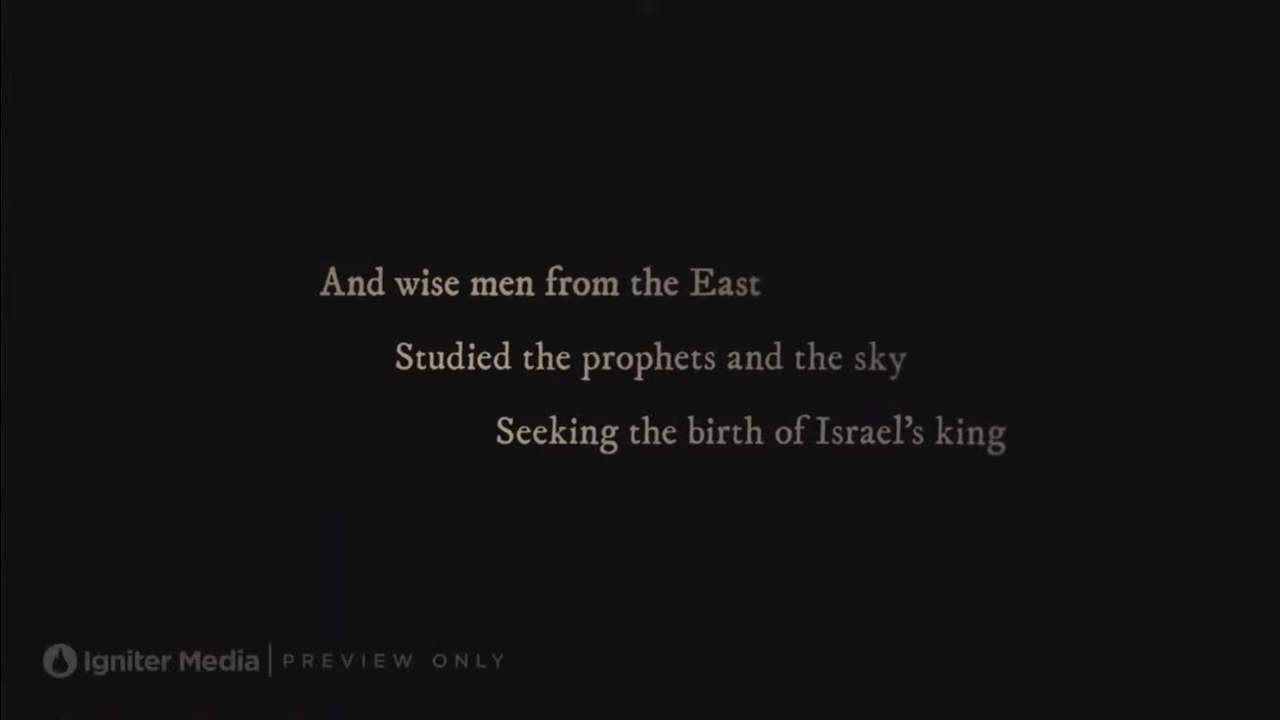 And wise men from the East
Studied the prophets and the sky
Seeking the birth of Israel’s king
Igniter Media | PREVIEW ONLY